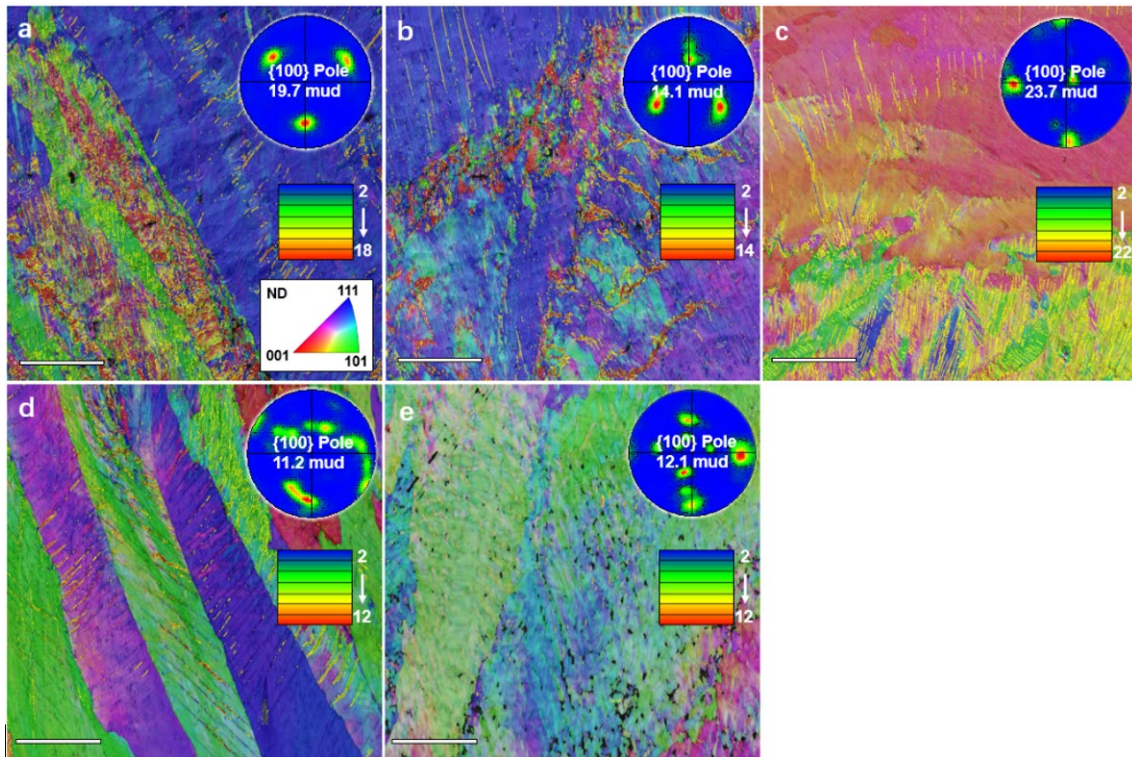 a
{100} Pole
19.7 mud
2
18
ND
111
001
101
b
{100} Pole
14.1 mud
2
14
c
{100} Pole
23.7 mud
2
22
d
{100} Pole
11.2 mud
2
12
e
{100} Pole
12.1 mud
2
12